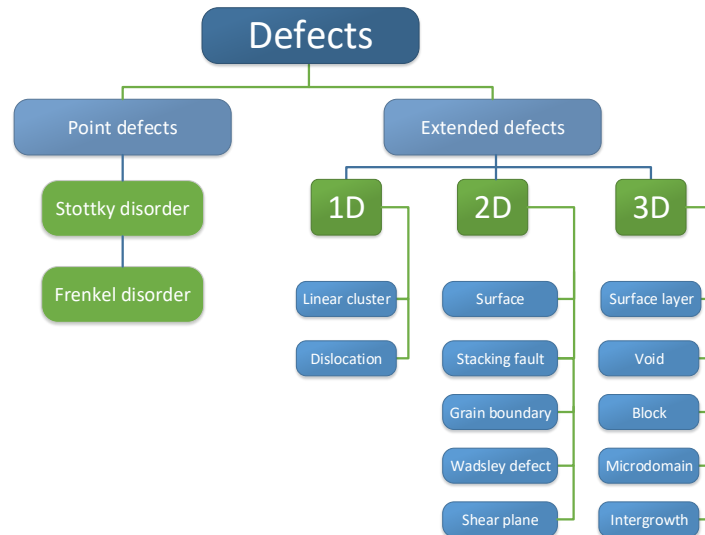 Defects
Point defects
Extended defects
Stottky disorder
Frenkel disorder
1D
2D
3D
Linear cluster
Dislocation
Surface
Stacking fault
Grain boundary
Wadsley defect
Shear plane
Surface layer
Void
Block
Microdomain
Intergrowth